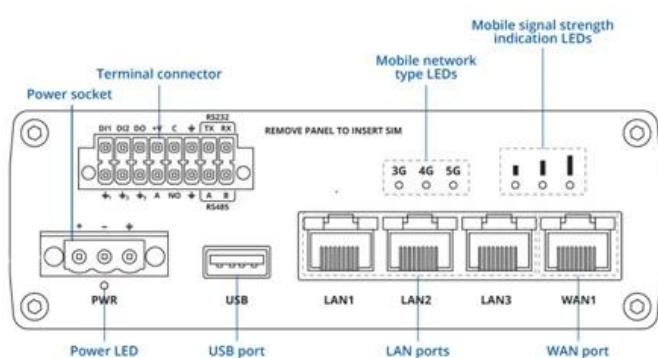 Mobile signal strength
indication LEDs
Mobile network
type LEDs
Terminal connector
Power socket
RS232
DI1 DI2 DO +V C TX RX
REMOVE PANEL TO INSERT SIM
3G 4G 5G
A NO A B
RS485
+ −
PWR
USB
LAN1
LAN2
LAN3
WAN1
Power LED
USB port
LAN ports
WAN port